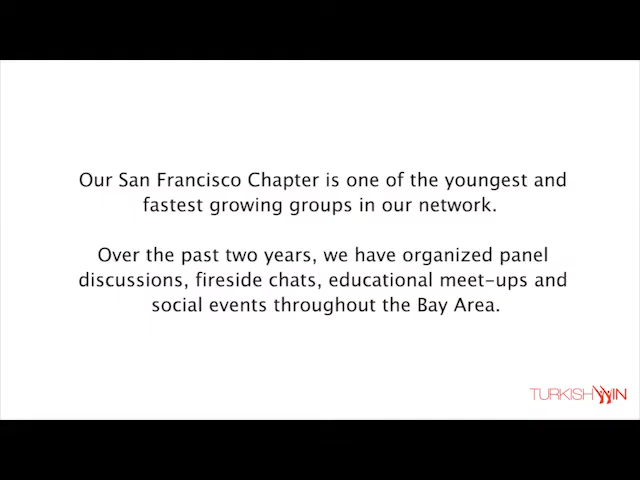 Our San Francisco Chapter is one of the youngest and
fastest growing groups in our network.
Over the past two years, we have organized panel
discussions, fireside chats, educational meet-ups and
social events throughout the Bay Area.
TURKISHWIN